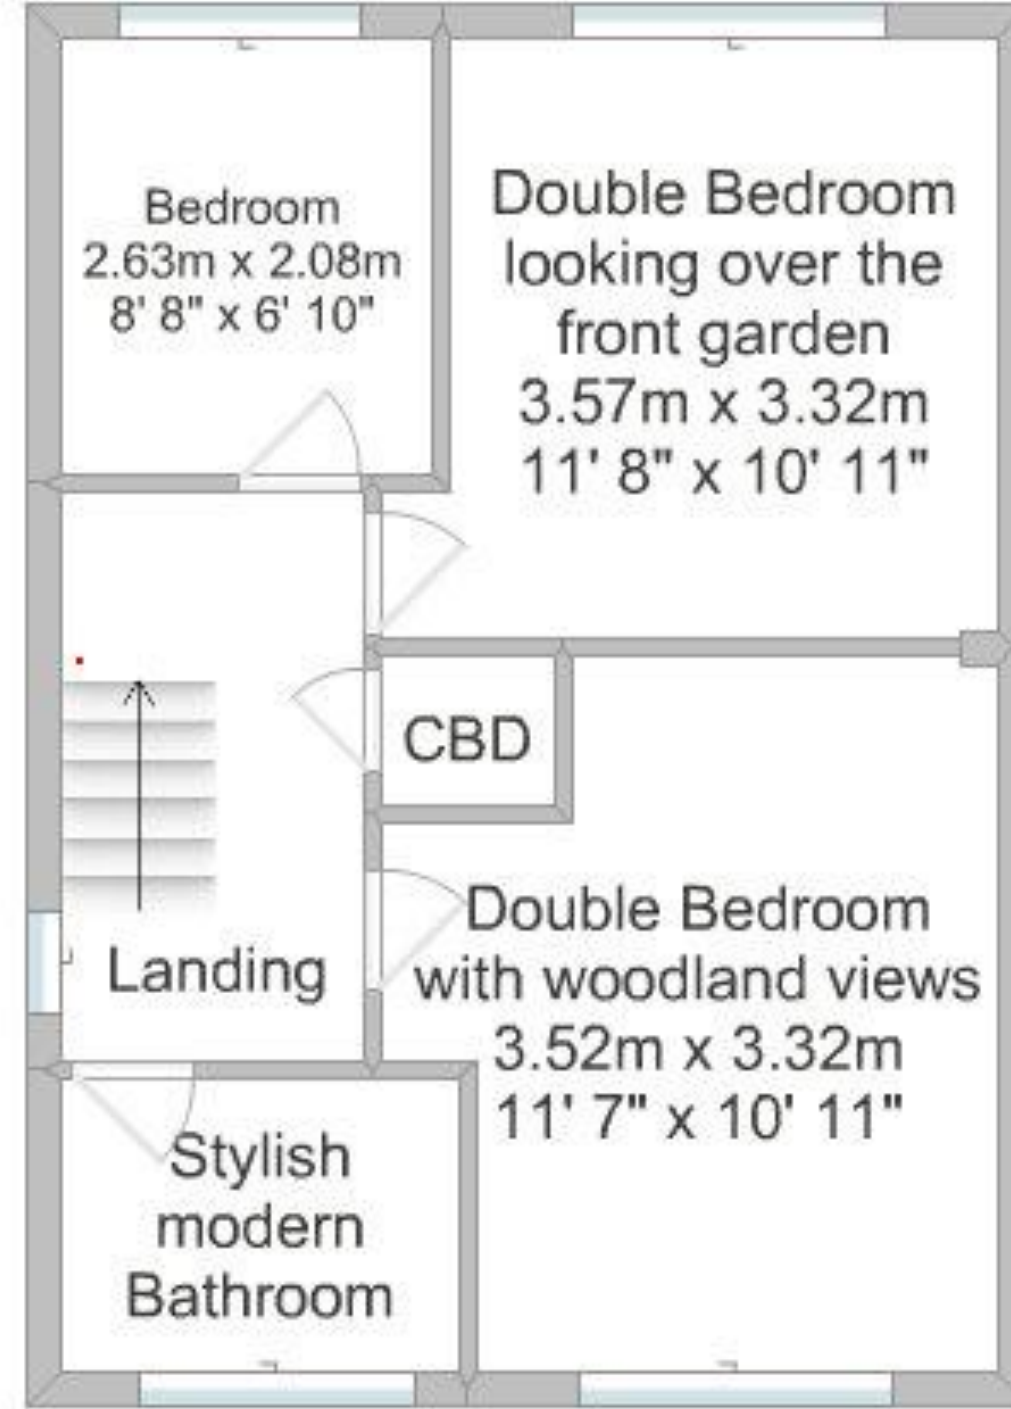 Bedroom
2.63m x 2.08m
8' 8" x 6' 10"
Double Bedroom
looking over the
front garden
3.57m x 3.32m
11' 8" x 10' 11"
CBD
Landing
Double Bedroom
with woodland views
3.52m x 3.32m
11' 7" x 10' 11"
Stylish
modern
Bathroom